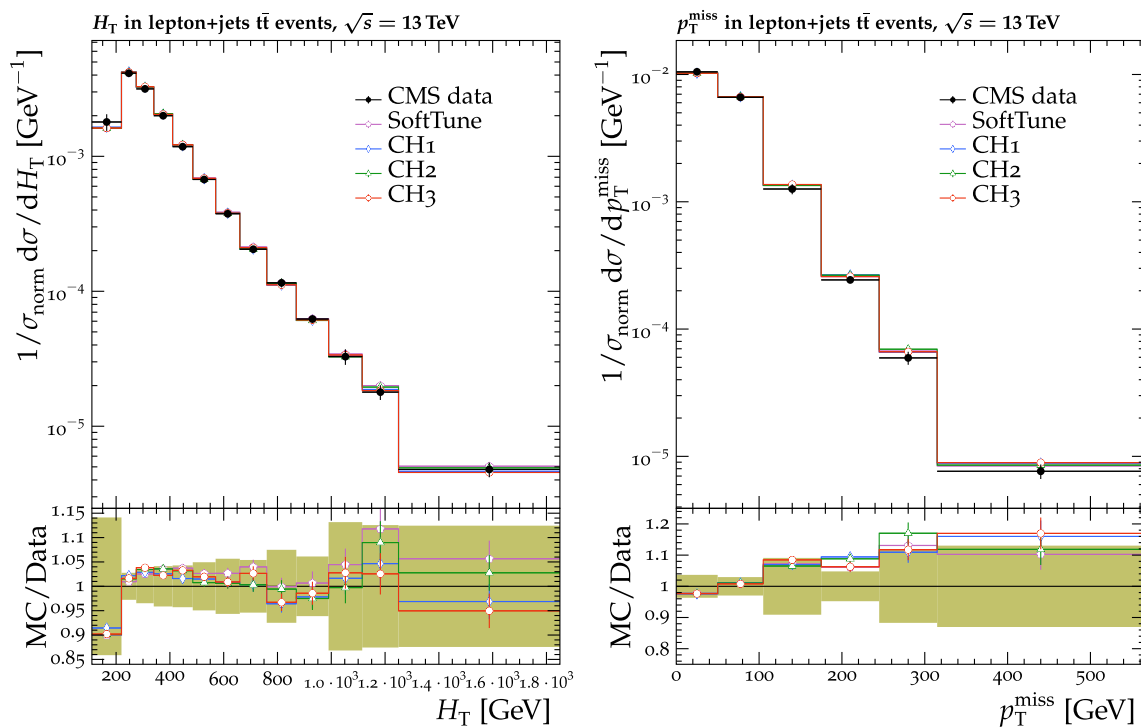 H_T in lepton+jets tt̄ events, √s = 13 TeV
1/σ_norm dσ/dH_T [GeV⁻¹]
10⁻³
10⁻⁴
10⁻⁵
CMS data
SoftTune
CH1
CH2
CH3
MC/Data
1.15
1.1
1.05
1
0.95
0.9
0.85
200 400 600 800 1.0·10³ 1.2·10³ 1.4·10³ 1.6·10³ 1.8·10³
H_T [GeV]
p_T^miss in lepton+jets tt̄ events, √s = 13 TeV
1/σ_norm dσ/dp_T^miss [GeV⁻¹]
10⁻²
10⁻³
10⁻⁴
10⁻⁵
CMS data
SoftTune
CH1
CH2
CH3
MC/Data
1.2
1.1
1
0.9
0.8
0 100 200 300 400 500
p_T^miss [GeV]